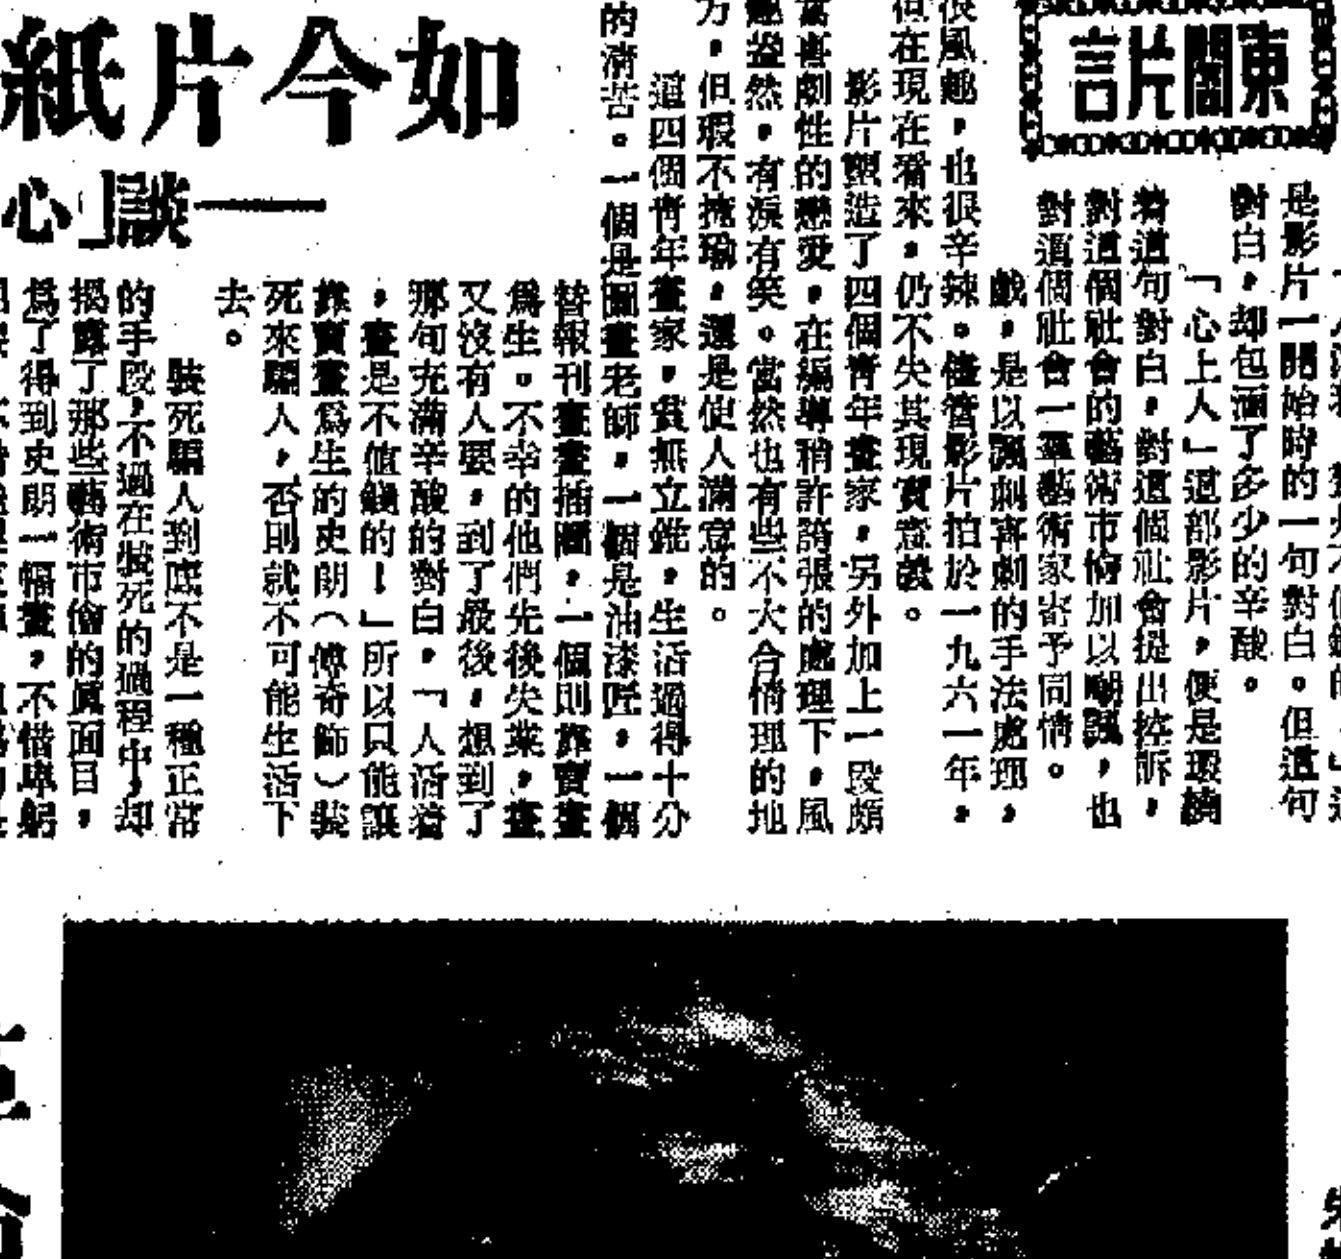 東閣片言
如今片紙
——談「心
是影片一開始時的一句對白。但這句
對白，却包涵了多少的辛酸。
「心上人」這部影片，便是環繞
着這句對白，對這個社會提出控訴，
對這個社會的藝術市儈加以嘲諷，也
對這個社會一羣藝術家寄予同情。
戲，是以諷刺喜劇的手法處理，
很風趣，也很辛辣。儘管影片拍於一九六一年，
但在現在看來，仍不失其現實意義。
影片塑造了四個青年畫家，另外加上一段頗
富喜劇性的戀愛，在編導稍許誇張的處理下，風
趣盎然，有淚有笑。當然也有些不大合情理的地
方，但瑕不掩瑜，還是使人滿意的。
這四個青年畫家，貧無立錐，生活過得十分
的清苦。一個是圖畫老師，一個是油漆匠，一個
替報刊畫畫插圖，一個則靠賣畫
爲生。不幸的他們先後失業，畫
又沒有人要，到了最後，想到了
那句充滿辛酸的對白，「人活着
，畫是不值錢的！」所以只能讓
靠賣畫爲生的史朗（傅奇飾）裝
死來騙人，否則就不可能生活下
去。
裝死騙人到底不是一種正常
的手段，不過在裝死的過程中，却
揭露了那些藝術市儈的眞面目，
爲了得到史朗一幅畫，不惜卑躬